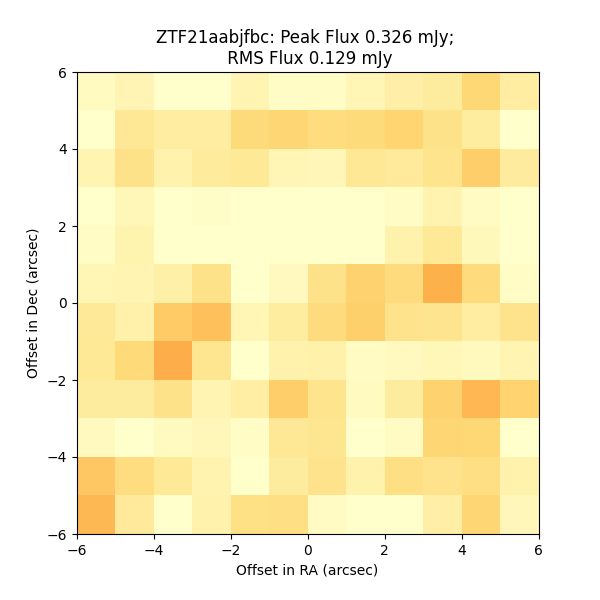 ZTF21aabjfbc: Peak Flux 0.326 mJy;
RMS Flux 0.129 mJy
6
4
2
0
−2
−4
−6
Offset in Dec (arcsec)
−6 −4 −2 0 2 4 6
Offset in RA (arcsec)